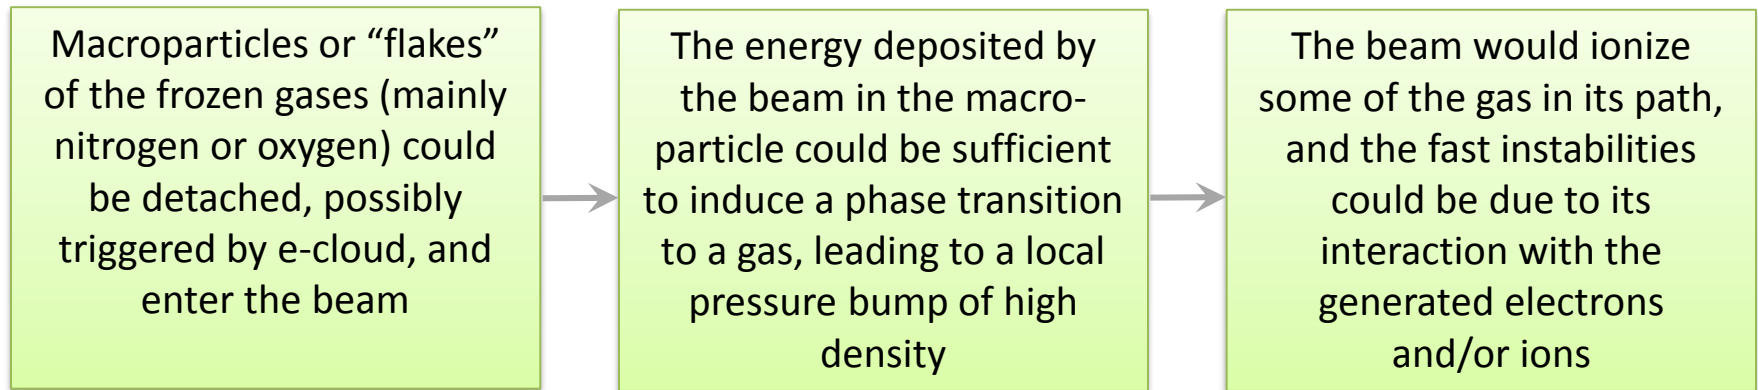 Macroparticles or “flakes”
of the frozen gases (mainly
nitrogen or oxygen) could
be detached, possibly
triggered by e-cloud, and
enter the beam
The energy deposited by
the beam in the macro-
particle could be sufficient
to induce a phase transition
to a gas, leading to a local
pressure bump of high
density
The beam would ionize
some of the gas in its path,
and the fast instabilities
could be due to its
interaction with the
generated electrons
and/or ions